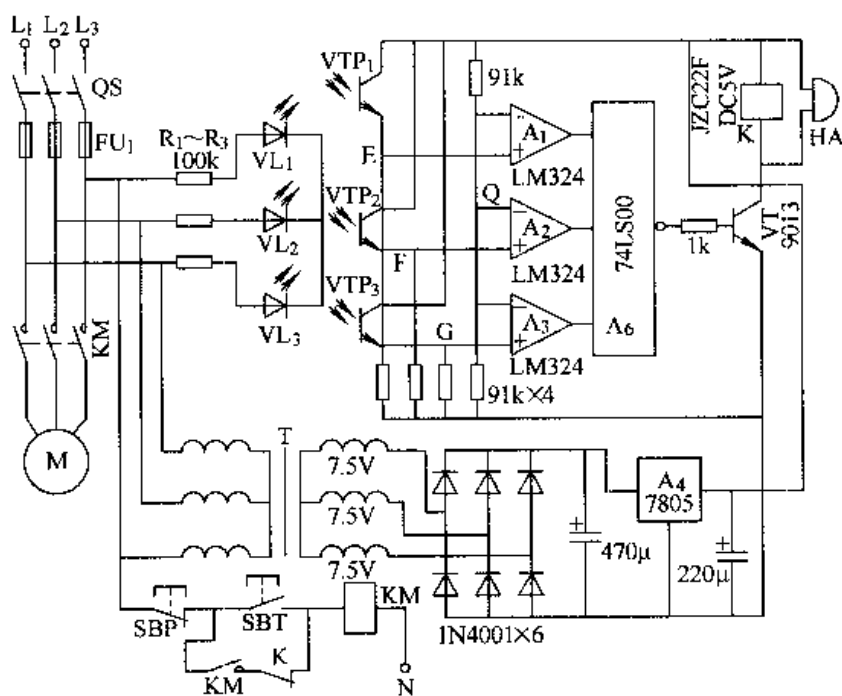 L₁ L₂ L₃
QS
FU₁
R₁~R₃
100k
VL₁
VL₂
VL₃
VTP₁
VTP₂
VTP₃
E
F
G
Q
91k
A₁
LM324
A₂
LM324
A₃
LM324
91k×4
74LS00
A₆
1k
VT
9013
JZC22F
DC5V
K
HA
KM
M
T
7.5V
7.5V
7.5V
1N4001×6
470μ
A₄
7805
220μ
SBP
SBT
KM
K
KM
N